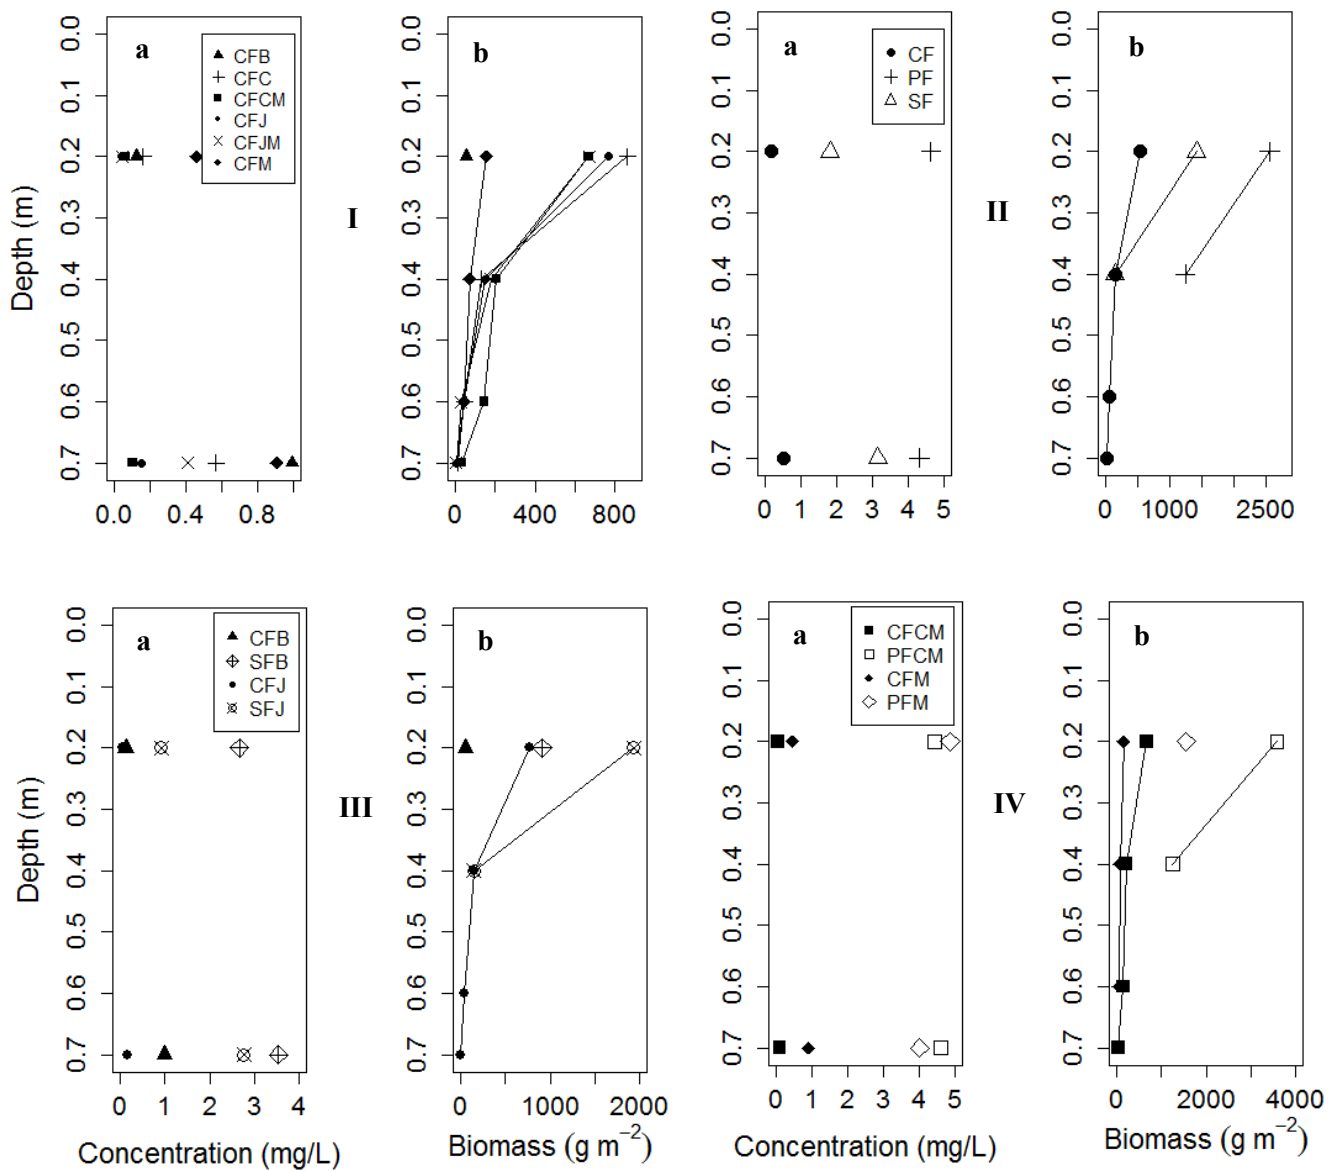 a
CFB
CFC
CFCM
CFJ
CFJM
CFM
0.0
0.1
0.2
0.3
0.4
0.5
0.6
0.7
Depth (m)
0.0 0.4 0.8
I
b
0.0
0.1
0.2
0.3
0.4
0.5
0.6
0.7
0 400 800
a
CF
PF
SF
0.0
0.1
0.2
0.3
0.4
0.5
0.6
0.7
0 1 2 3 4 5
II
b
0.0
0.1
0.2
0.3
0.4
0.5
0.6
0.7
0 1000 2500
a
CFB
SFB
CFJ
SFJ
0.0
0.1
0.2
0.3
0.4
0.5
0.6
0.7
Depth (m)
0 1 2 3 4
Concentration (mg/L)
III
b
0.0
0.1
0.2
0.3
0.4
0.5
0.6
0.7
0 1000 2000
Biomass (g m⁻²)
a
CFCM
PFCM
CFM
PFM
0.0
0.1
0.2
0.3
0.4
0.5
0.6
0.7
0 1 2 3 4 5
Concentration (mg/L)
IV
b
0.0
0.1
0.2
0.3
0.4
0.5
0.6
0.7
0 2000 4000
Biomass (g m⁻²)